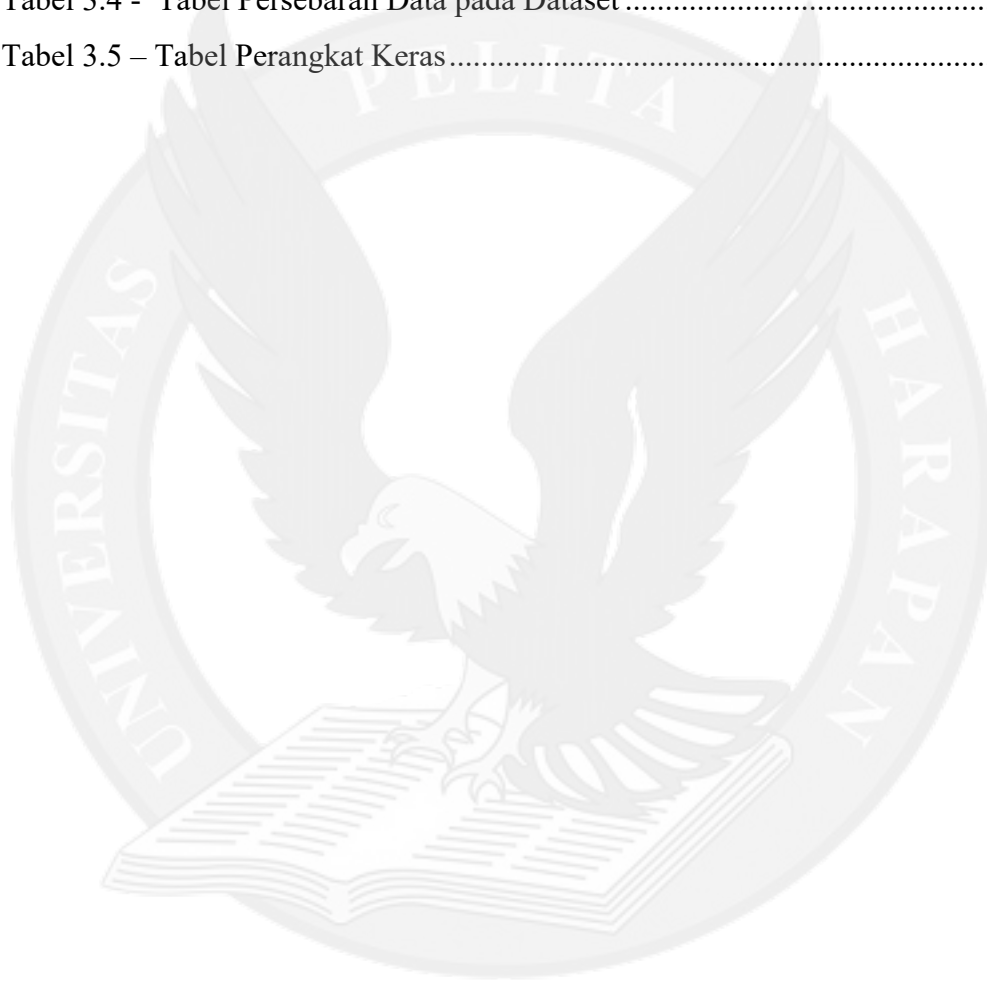 Tabel 3.4 - Tabel Persebaran Data pada Dataset ...........................................
Tabel 3.5 – Tabel Perangkat Keras .................................................................
UNIVERSITAS PELITA HARAPAN